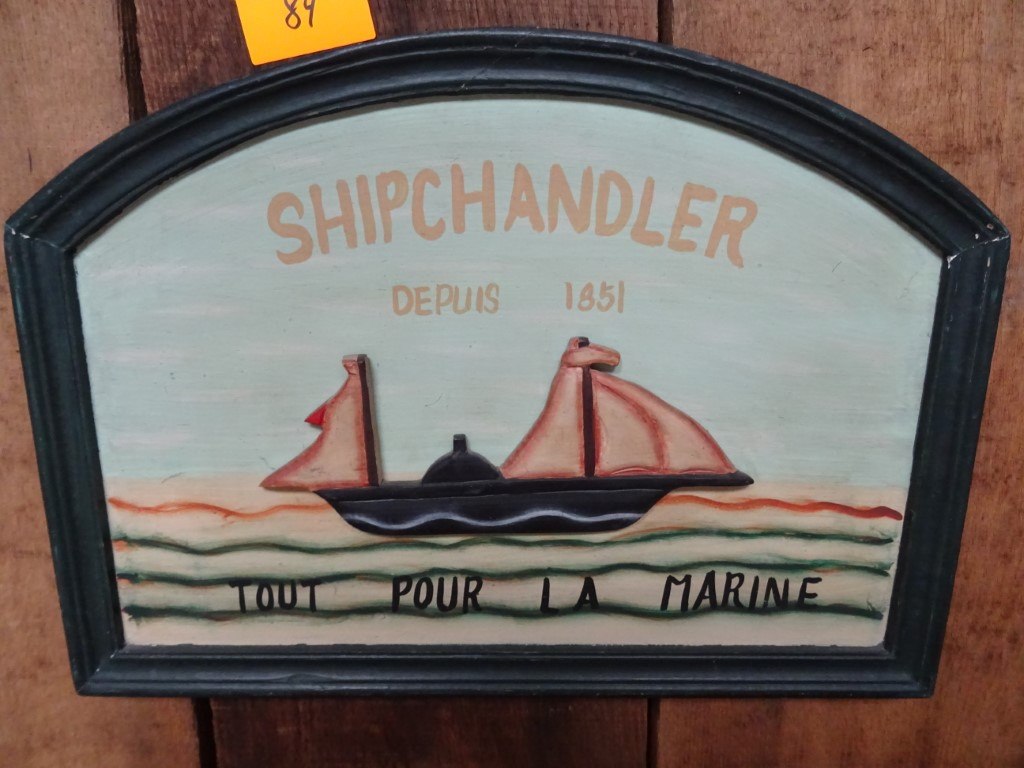 89
SHIPCHANDLER
DEPUIS 1851
TOUT POUR LA MARINE